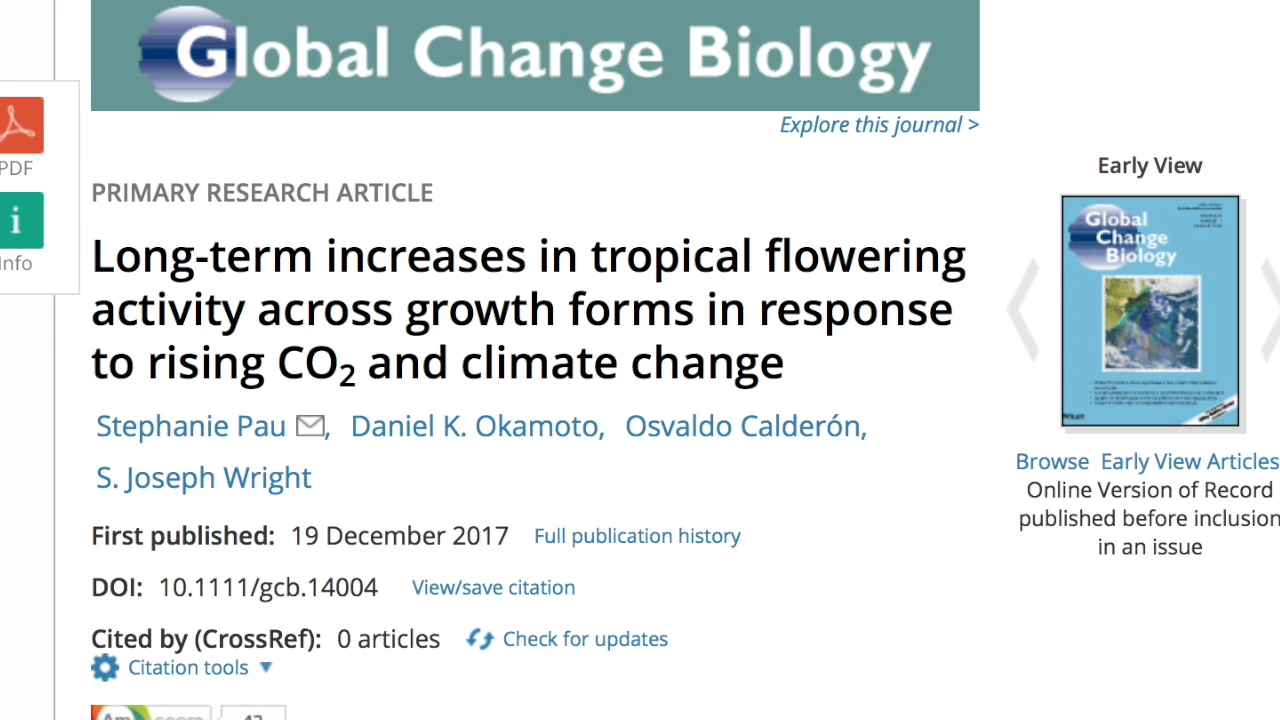 Global Change Biology
Explore this journal >
PDF
i
Info
PRIMARY RESEARCH ARTICLE
Long-term increases in tropical flowering
activity across growth forms in response
to rising CO₂ and climate change
Stephanie Pau, Daniel K. Okamoto, Osvaldo Calderón,
S. Joseph Wright
First published: 19 December 2017 Full publication history
DOI: 10.1111/gcb.14004 View/save citation
Cited by (CrossRef): 0 articles Check for updates
Citation tools ▼
Early View
Global
Change
Biology
WILEY
Browse Early View Articles
Online Version of Record
published before inclusion
in an issue